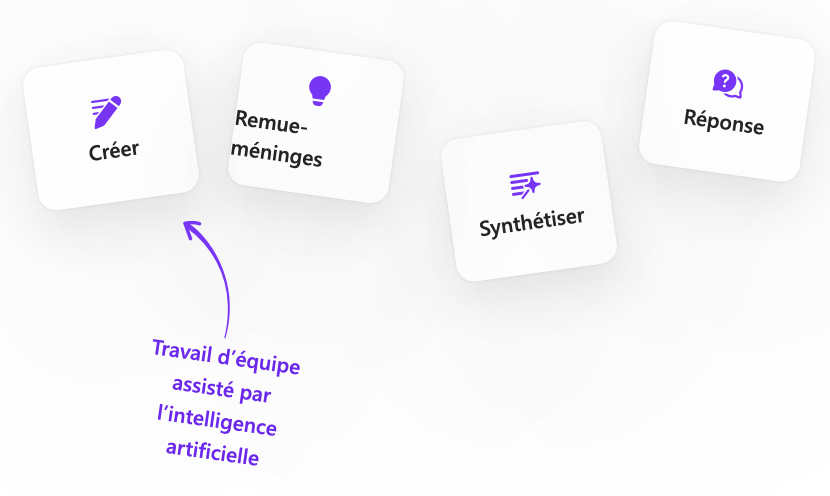 Créer
Remue-
méninges
Synthétiser
Réponse
Travail d’équipe
assisté par
l’intelligence
artificielle